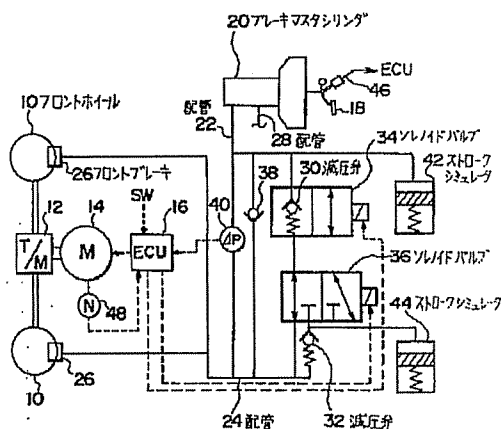 20ブレーキマスタシリンダ
ECU
46
18
配管
22
28 配管
34ソレノイドバルブ
42ストローク
シミュレータ
10フロントホイール
26フロントブレーキ
38
30 減圧弁
12
14
SW
16
40
T/M
M
ECU
ΔP
36ソレノイドバルブ
N
48
44ストロークシミュレータ
10
26
24 配管
32 減圧弁